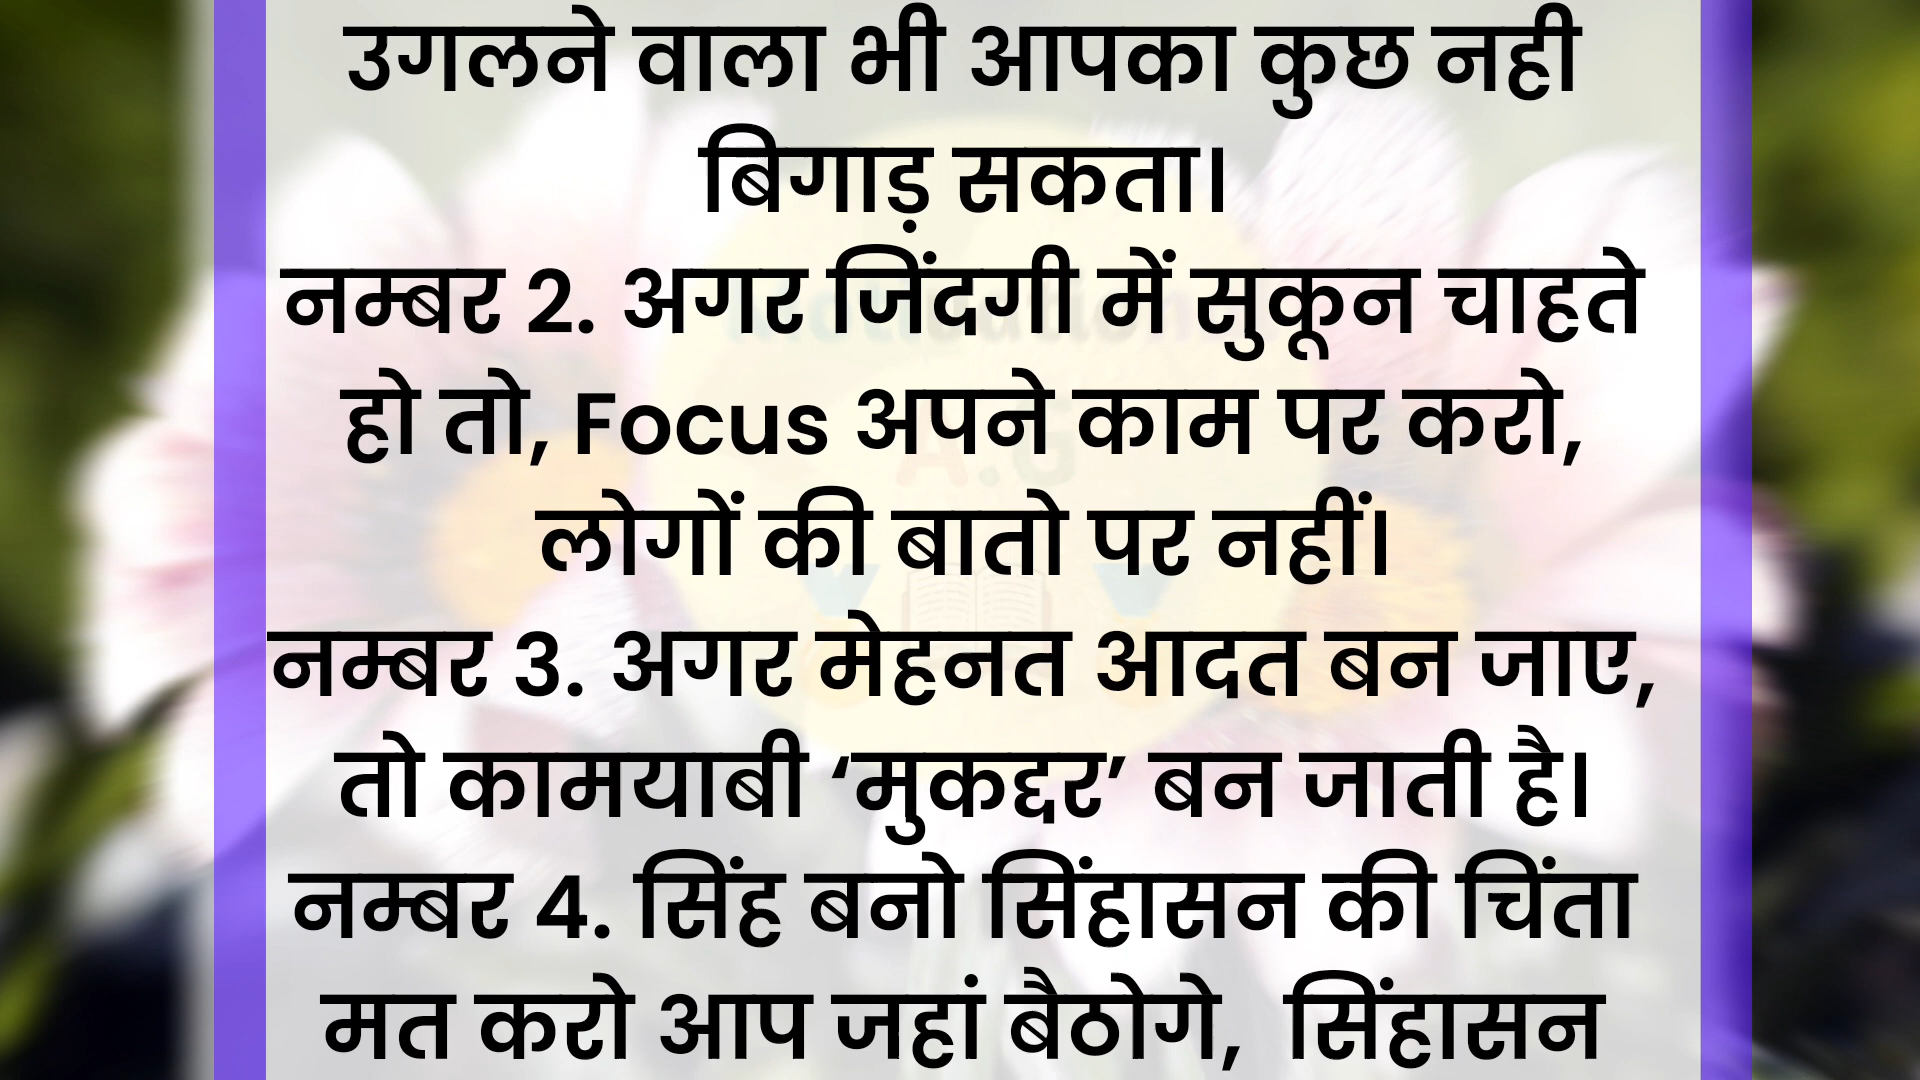 उगलने वाला भी आपका कुछ नही
बिगाड़ सकता।
नम्बर 2. अगर जिंदगी में सुकून चाहते
हो तो, Focus अपने काम पर करो,
लोगों की बातो पर नहीं।
नम्बर 3. अगर मेहनत आदत बन जाए,
तो कामयाबी ‘मुकद्दर’ बन जाती है।
नम्बर 4. सिंह बनो सिंहासन की चिंता
मत करो आप जहां बैठोगे, सिंहासन